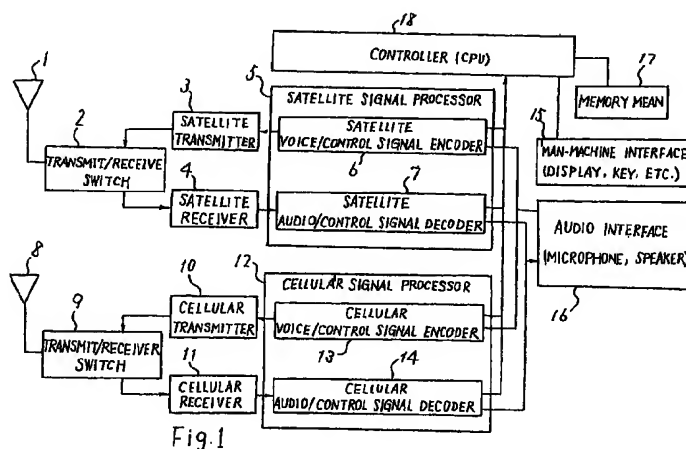 18
CONTROLLER (CPU)
17
MEMORY MEAN
1
2
TRANSMIT/RECEIVE
SWITCH
3
SATELLITE
TRANSMITTER
4
SATELLITE
RECEIVER
5
SATELLITE SIGNAL PROCESSOR
SATELLITE
VOICE/CONTROL SIGNAL ENCODER
6
7
SATELLITE
AUDIO/CONTROL SIGNAL DECODER
15
MAN-MACHINE INTERFACE
(DISPLAY, KEY, ETC.)
AUDIO INTERFACE
(MICROPHONE, SPEAKER)
16
8
9
TRANSMIT/RECEIVER
SWITCH
10
CELLULAR
TRANSMITTER
11
CELLULAR
RECEIVER
12
CELLULAR SIGNAL PROCESSOR
CELLULAR
VOICE/CONTROL SIGNAL ENCODER
13
14
CELLULAR
AUDIO/CONTROL SIGNAL DECODER
Fig.1